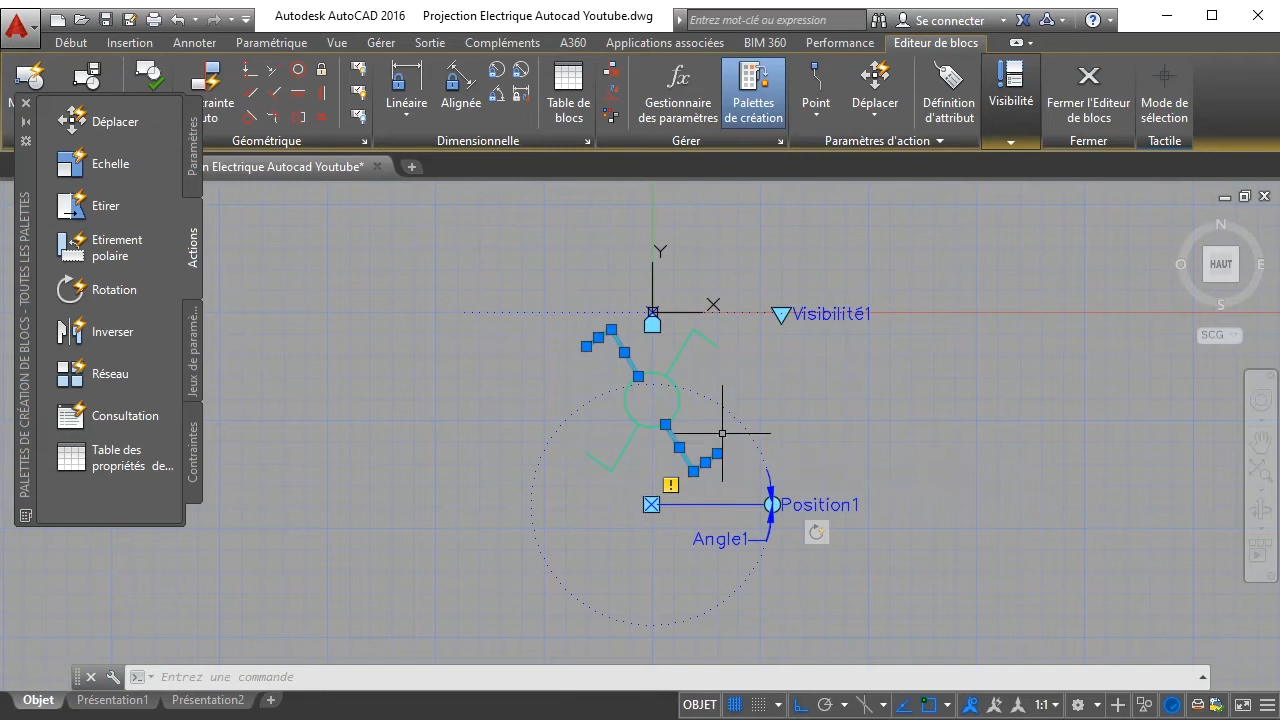 Autodesk AutoCAD 2016 Projection Electrique Autocad Youtube.dwg
Entrez mot-clé ou expression
Se connecter
Début Insertion Annoter Paramétrique Vue Gérer Sortie Compléments A360 Applications associées BIM 360 Performance Editeur de blocs
Linéaire
Alignée
Table de
blocs
Gestionnaire
des paramètres
Palettes
de création
Point
Déplacer
Définition
d'attribut
Visibilité
Fermer l'Editeur
de blocs
Mode de
sélection
Géométrique
Dimensionnelle
Gérer
Paramètres d'action
Fermer
Tactile
Electrique Autocad Youtube*
PALETTES DE CRÉATION DE BLOCS - TOUTES LES PALETTES
Déplacer
Echelle
Etirer
Etirement
polaire
Rotation
Inverser
Réseau
Consultation
Table des
propriétés de...
Paramètres
Actions
Jeux de paramè...
Contraintes
Y
X
Visibilité1
Position1
Angle1
N
O
HAUT
E
S
SCG
Entrez une commande
Objet Présentation1 Présentation2
OBJET
1:1